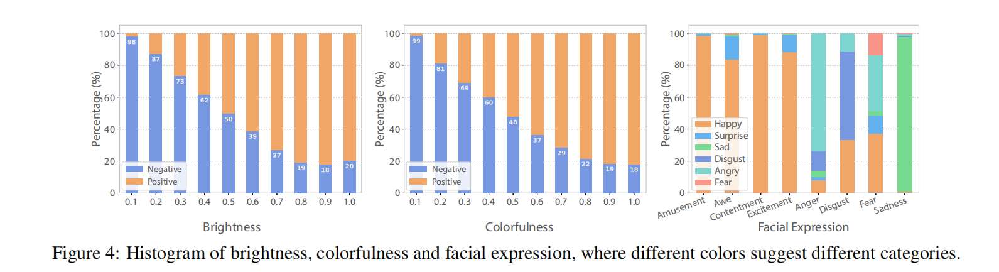 100
80
60
40
20
0
Percentage (%)
98
87
73
62
50
39
27
19
18
20
Negative
Positive
0.1 0.2 0.3 0.4 0.5 0.6 0.7 0.8 0.9 1.0
Brightness
100
80
60
40
20
0
Percentage (%)
99
81
69
60
48
37
29
22
19
18
Negative
Positive
0.1 0.2 0.3 0.4 0.5 0.6 0.7 0.8 0.9 1.0
Colorfulness
100
80
60
40
20
0
Percentage (%)
Happy
Surprise
Sad
Disgust
Angry
Fear
Amusement Awe Contentment Excitement Anger Disgust Fear Sadness
Facial Expression
Figure 4: Histogram of brightness, colorfulness and facial expression, where different colors suggest different categories.